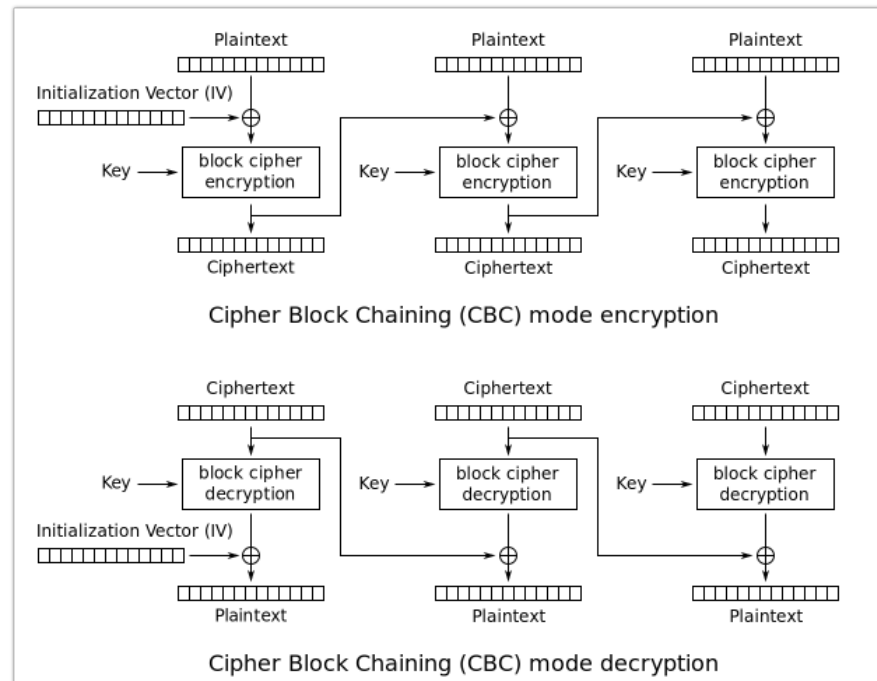 Plaintext Plaintext Plaintext
Initialization Vector (IV)
Key block cipher encryption Key block cipher encryption Key block cipher encryption
Ciphertext Ciphertext Ciphertext
Cipher Block Chaining (CBC) mode encryption
Ciphertext Ciphertext Ciphertext
Key block cipher decryption Key block cipher decryption Key block cipher decryption
Initialization Vector (IV)
Plaintext Plaintext Plaintext
Cipher Block Chaining (CBC) mode decryption